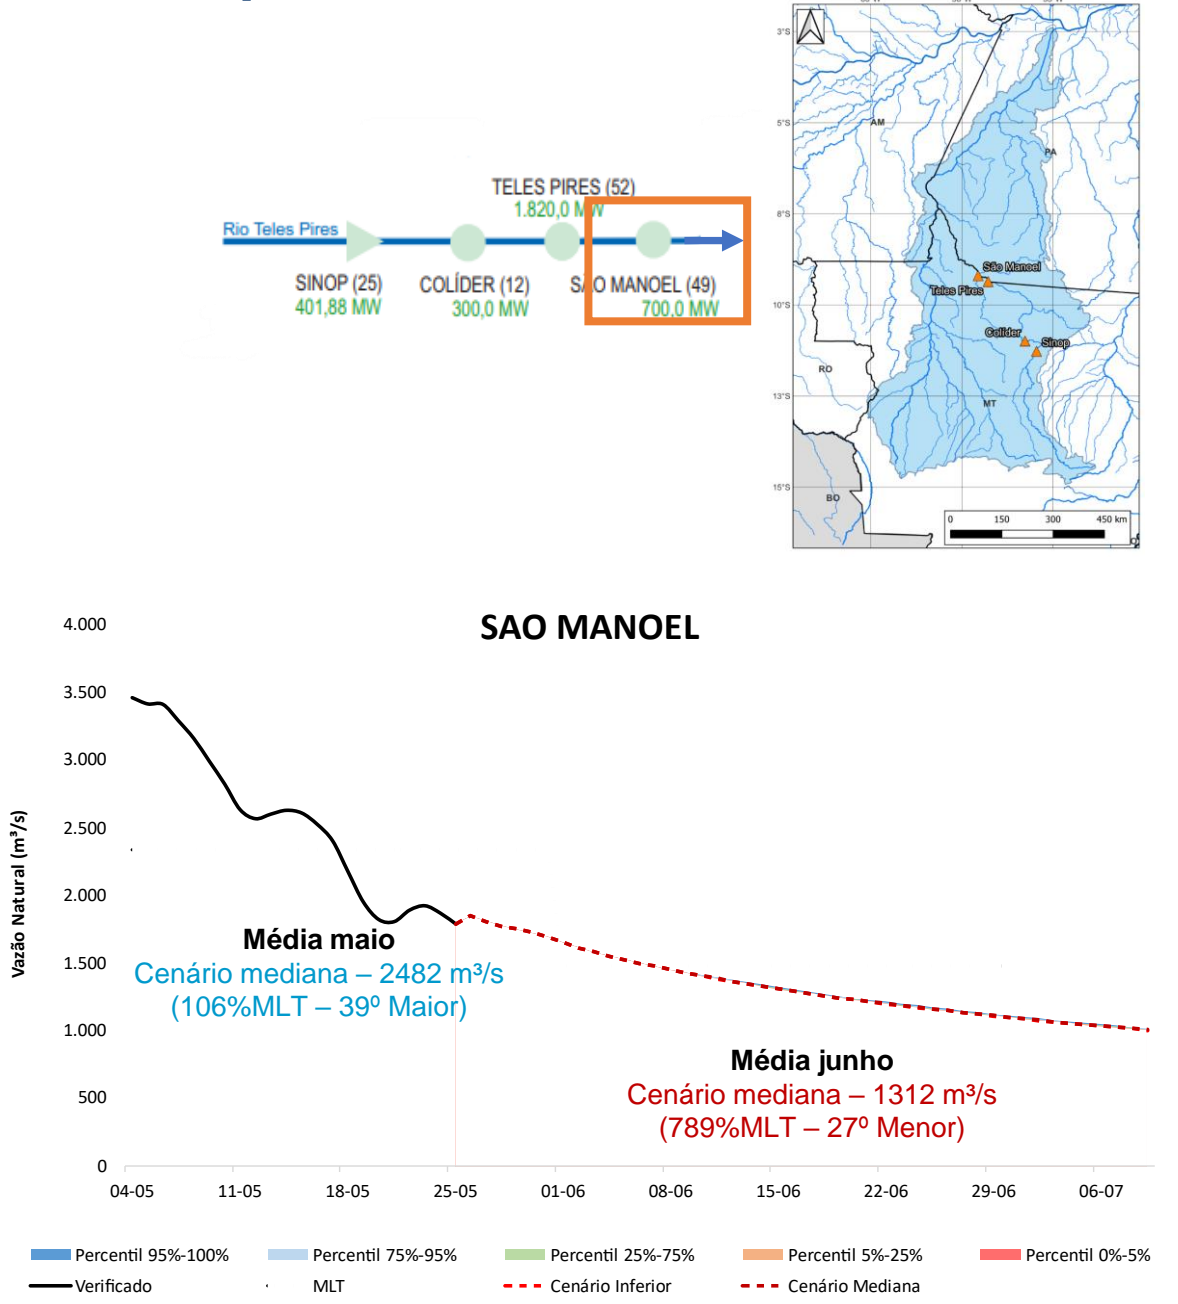 TELES PIRES (52)
1.820,0 MW
Rio Teles Pires
SINOP (25)
401,88 MW
COLÍDER (12)
300,0 MW
SÃO MANOEL (49)
700,0 MW
3°S
5°S
8°S
10°S
13°S
15°S
AM
PA
São Manoel
Teles Pires
Colíder
Sinop
RO
MT
BO
0 150 300 450 km
SAO MANOEL
Vazão Natural (m³/s)
4.000
3.500
3.000
2.500
2.000
1.500
1.000
500
0
Média maio
Cenário mediana – 2482 m³/s
(106%MLT – 39º Maior)
Média junho
Cenário mediana – 1312 m³/s
(789%MLT – 27º Menor)
04-05 11-05 18-05 25-05 01-06 08-06 15-06 22-06 29-06 06-07
Percentil 95%-100% Percentil 75%-95% Percentil 25%-75% Percentil 5%-25% Percentil 0%-5%
Verificado MLT Cenário Inferior Cenário Mediana